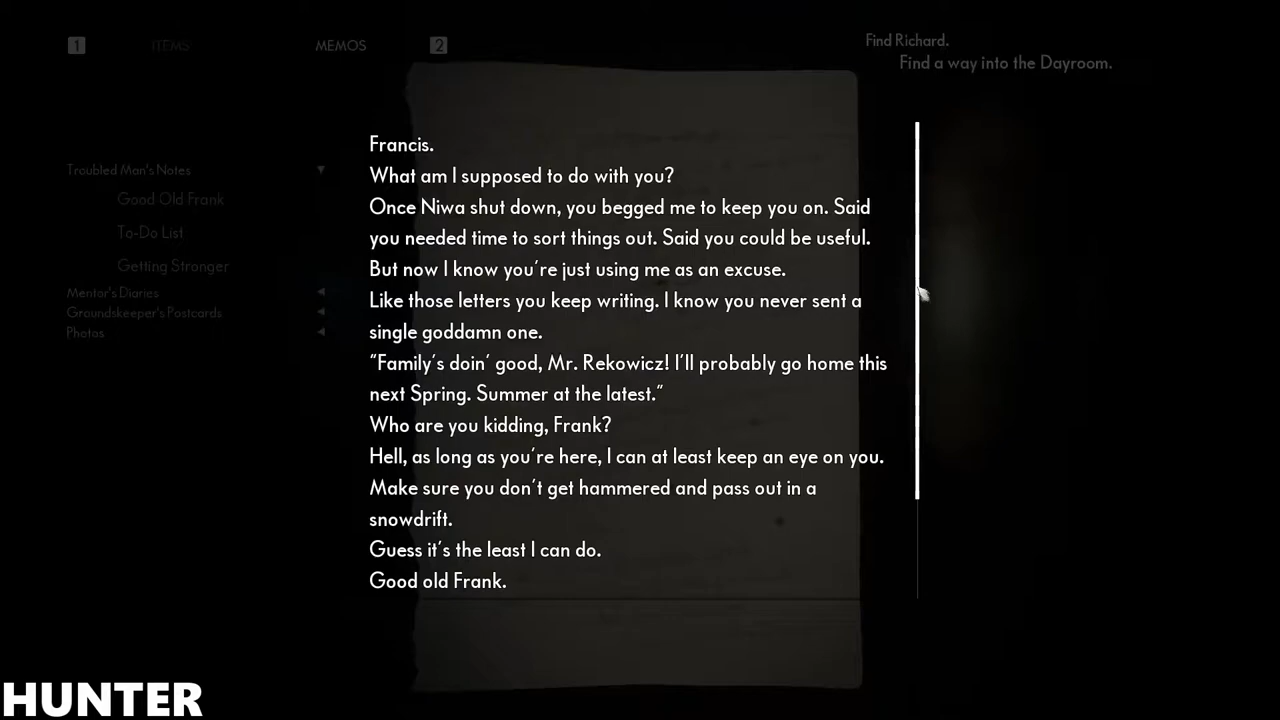 1 ITEMS MEMOS 2
Find Richard.
Find a way into the Dayroom.
Troubled Man's Notes
Good Old Frank
To-Do List
Getting Stronger
Mentor's Diaries
Groundskeeper's Postcards
Photos
Francis.
What am I supposed to do with you?
Once Niwa shut down, you begged me to keep you on. Said
you needed time to sort things out. Said you could be useful.
But now I know you're just using me as an excuse.
Like those letters you keep writing. I know you never sent a
single goddamn one.
"Family's doin' good, Mr. Rekowicz! I'll probably go home this
next Spring. Summer at the latest."
Who are you kidding, Frank?
Hell, as long as you're here, I can at least keep an eye on you.
Make sure you don't get hammered and pass out in a
snowdrift.
Guess it's the least I can do.
Good old Frank.
HUNTER